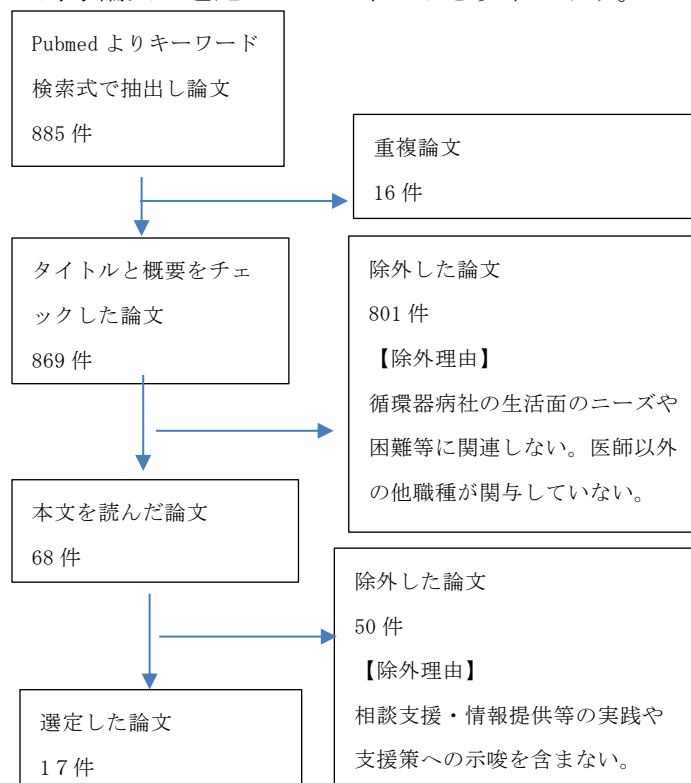 Pubmed よりキーワード
検索式で抽出し論文
885 件
重複論文
16 件
タイトルと概要をチェ
ックした論文
869 件
除外した論文
801 件
【除外理由】
循環器病社の生活面のニーズや
困難等に関連しない。医師以外
の他職種が関与していない。
本文を読んだ論文
68 件
除外した論文
50 件
【除外理由】
相談支援・情報提供等の実践や
支援策への示唆を含まない。
選定した論文
17件